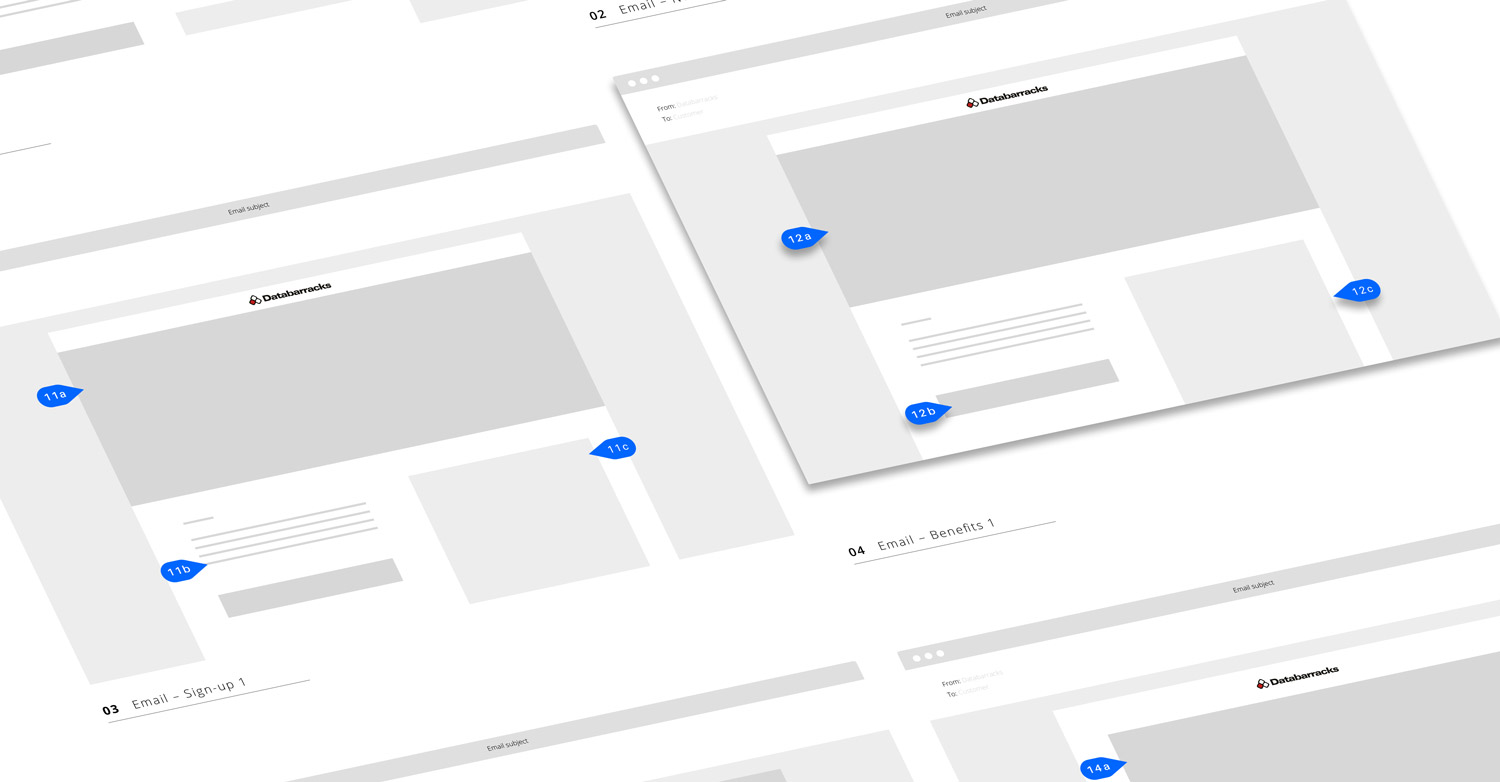 02 Email –
Email subject
From: Databarracks
To: Customer
Databarracks
12a
12c
12b
Email subject
Databarracks
11a
11c
11b
04 Email – Benefits 1
03 Email – Sign-up 1
Email subject
From: Databarracks
To: Customer
Databarracks
14a
Email subject